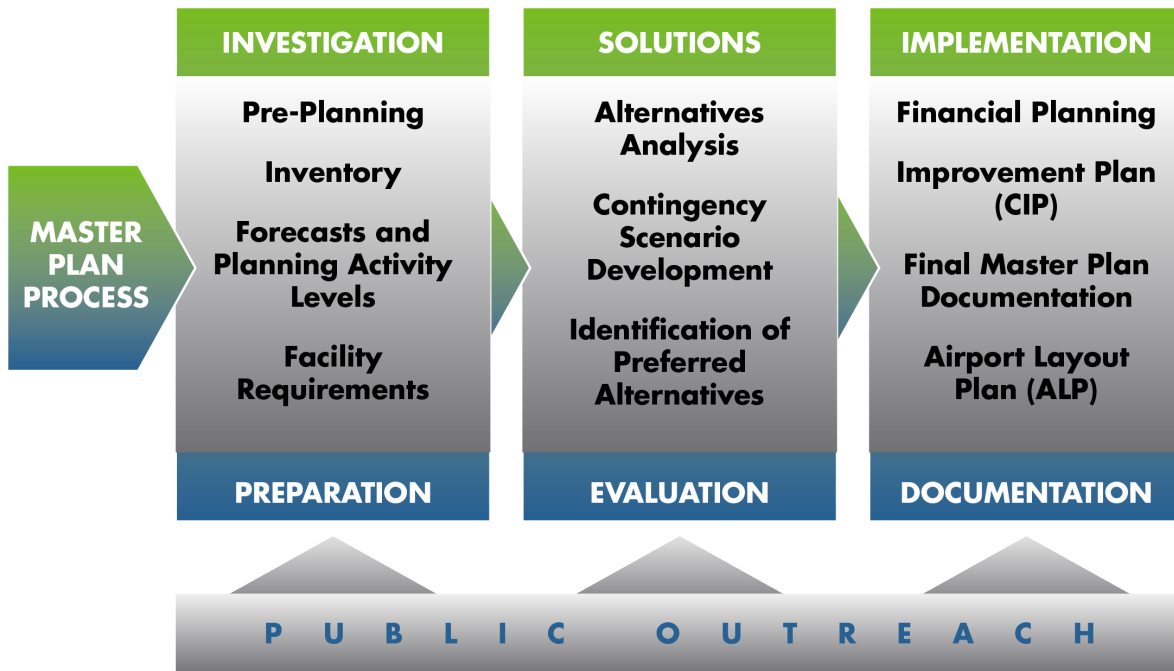 MASTER
PLAN
PROCESS
INVESTIGATION
Pre-Planning
Inventory
Forecasts and
Planning Activity
Levels
Facility
Requirements
PREPARATION
SOLUTIONS
Alternatives
Analysis
Contingency
Scenario
Development
Identification of
Preferred
Alternatives
EVALUATION
IMPLEMENTATION
Financial Planning
Improvement Plan
(CIP)
Final Master Plan
Documentation
Airport Layout
Plan (ALP)
DOCUMENTATION
PUBLIC OUTREACH